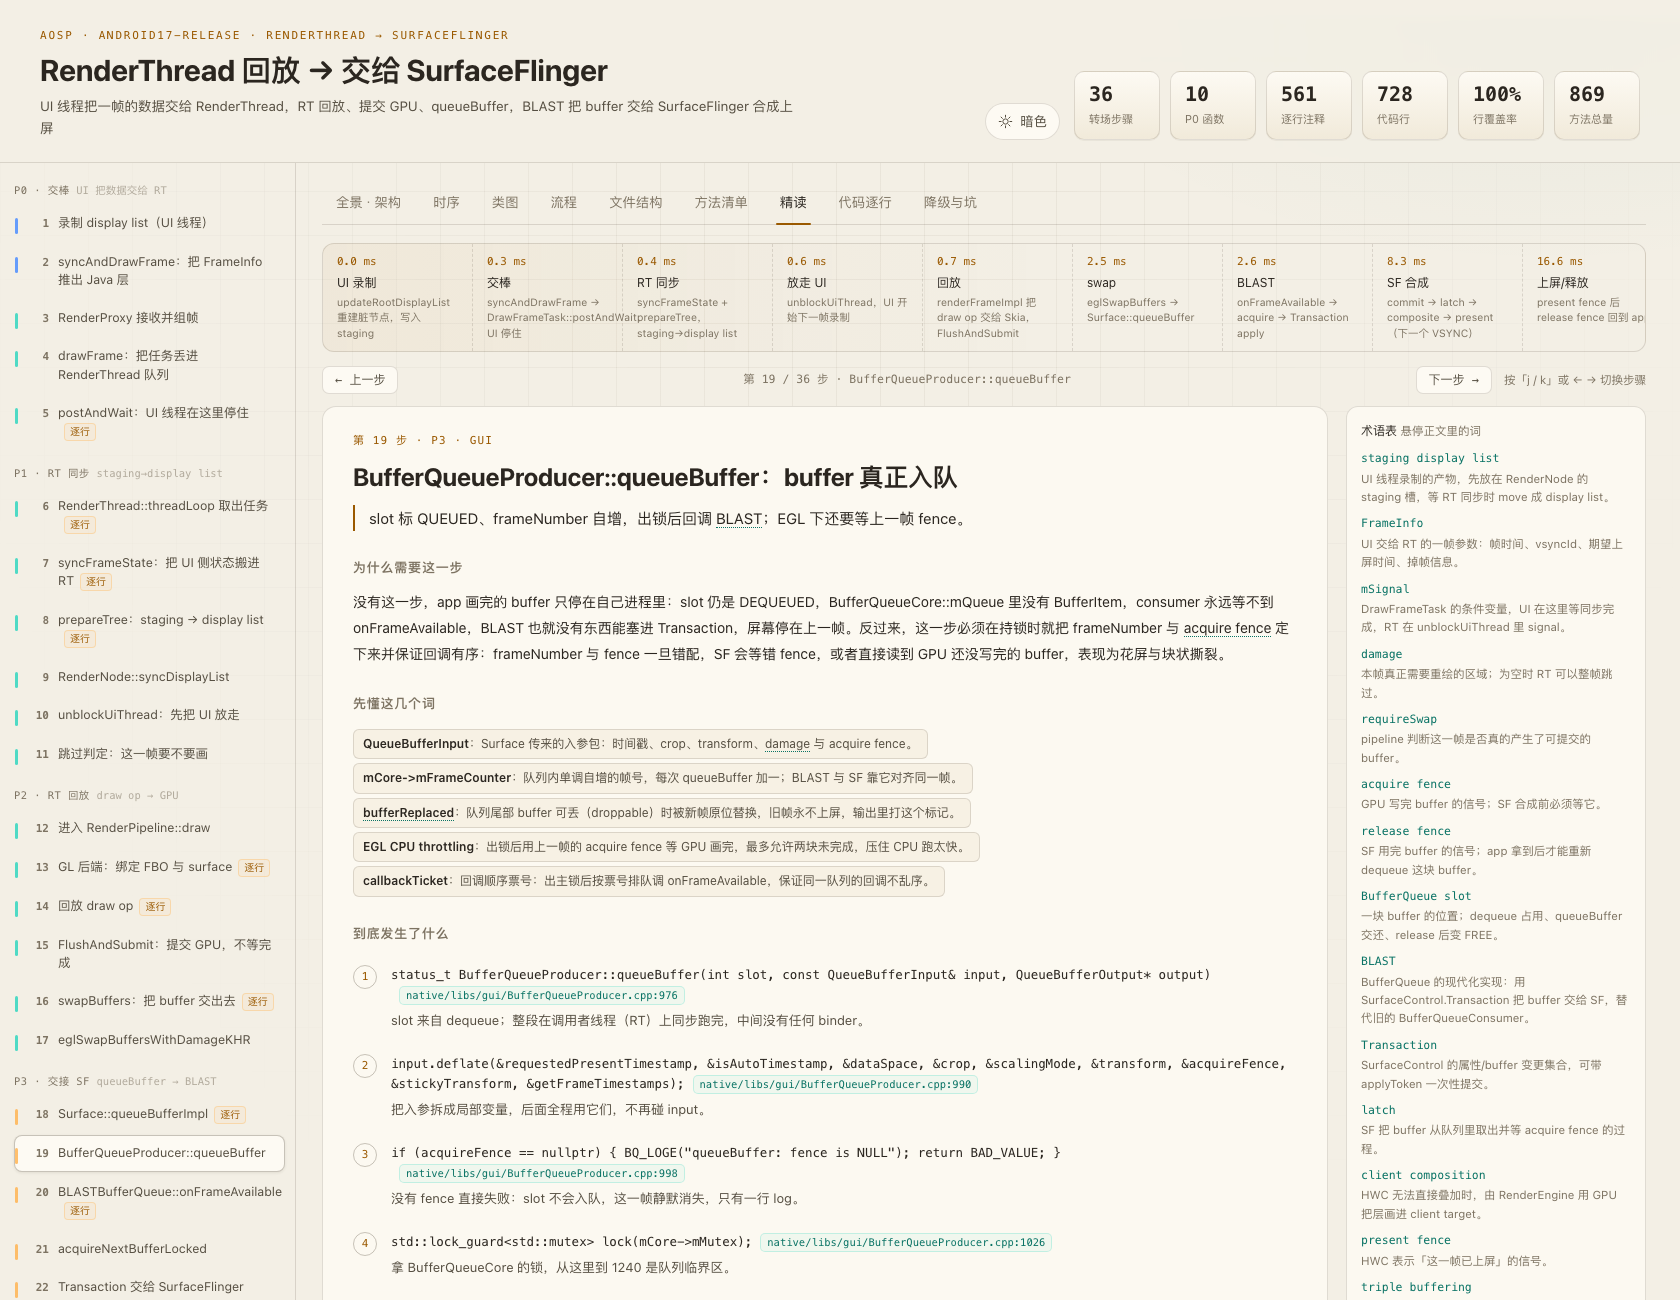 AOSP · ANDROID17-RELEASE · RENDERTHREAD → SURFACEFLINGER
RenderThread 回放 → 交给 SurfaceFlinger
UI 线程把一帧的数据交给 RenderThread，RT 回放、提交 GPU、queueBuffer，BLAST 把 buffer 交给 SurfaceFlinger 合成上
屏
暗色
36
转场步骤
10
P0 函数
561
逐行注释
728
代码行
100%
行覆盖率
869
方法总量
P0 · 交棒 UI 把数据交给 RT
1 录制 display list（UI 线程）
2 syncAndDrawFrame：把 FrameInfo
推出 Java 层
3 RenderProxy 接收并组帧
4 drawFrame：把任务丢进
RenderThread 队列
5 postAndWait：UI 线程在这里停住
逐行
P1 · RT 同步 staging→display list
6 RenderThread::threadLoop 取出任务
逐行
7 syncFrameState：把 UI 侧状态搬进
RT 逐行
8 prepareTree：staging → display list
逐行
9 RenderNode::syncDisplayList
10 unblockUiThread：先把 UI 放走
11 跳过判定：这一帧要不要画
P2 · RT 回放 draw op → GPU
12 进入 RenderPipeline::draw
13 GL 后端：绑定 FBO 与 surface 逐行
14 回放 draw op 逐行
15 FlushAndSubmit：提交 GPU，不等完
成
16 swapBuffers：把 buffer 交出去 逐行
17 eglSwapBuffersWithDamageKHR
P3 · 交接 SF queueBuffer → BLAST
18 Surface::queueBufferImpl 逐行
19 BufferQueueProducer::queueBuffer
20 BLASTBufferQueue::onFrameAvailable
逐行
21 acquireNextBufferLocked
22 Transaction 交给 SurfaceFlinger
全景 · 架构 时序 类图 流程 文件结构 方法清单 精读 代码逐行 降级与坑
0.0 ms
UI 录制
updateRootDisplayList
重建脏节点，写入
staging
0.3 ms
交棒
syncAndDrawFrame →
DrawFrameTask::postAndWait，
UI 停住
0.4 ms
RT 同步
syncFrameState +
prepareTree，
staging→display list
0.6 ms
放走 UI
unblockUiThread，UI 开
始下一帧录制
0.7 ms
回放
renderFrameImpl 把
draw op 交给 Skia，
FlushAndSubmit
2.5 ms
swap
eglSwapBuffers →
Surface::queueBuffer
2.6 ms
BLAST
onFrameAvailable →
acquire → Transaction
apply
8.3 ms
SF 合成
commit → latch →
composite → present
（下一个 VSYNC）
16.6 ms
上屏/释放
present fence 后
release fence 回到 ap
← 上一步
第 19 / 36 步 · BufferQueueProducer::queueBuffer
下一步 →
按「j / k」或 ← → 切换步骤
第 19 步 · P3 · GUI
BufferQueueProducer::queueBuffer：buffer 真正入队
slot 标 QUEUED、frameNumber 自增，出锁后回调 BLAST；EGL 下还要等上一帧 fence。
为什么需要这一步
没有这一步，app 画完的 buffer 只停在自己进程里：slot 仍是 DEQUEUED，BufferQueueCore::mQueue 里没有 BufferItem，consumer 永远等不到
onFrameAvailable，BLAST 也就没有东西能塞进 Transaction，屏幕停在上一帧。反过来，这一步必须在持锁时就把 frameNumber 与 acquire fence 定
下来并保证回调有序：frameNumber 与 fence 一旦错配，SF 会等错 fence，或者直接读到 GPU 还没写完的 buffer，表现为花屏与块状撕裂。
先懂这几个词
QueueBufferInput：Surface 传来的入参包：时间戳、crop、transform、damage 与 acquire fence。
mCore->mFrameCounter：队列内单调自增的帧号，每次 queueBuffer 加一；BLAST 与 SF 靠它对齐同一帧。
bufferReplaced：队列尾部 buffer 可丢（droppable）时被新帧原位替换，旧帧永不上屏，输出里打这个标记。
EGL CPU throttling：出锁后用上一帧的 acquire fence 等 GPU 画完，最多允许两块未完成，压住 CPU 跑太快。
callbackTicket：回调顺序票号：出主锁后按票号排队调 onFrameAvailable，保证同一队列的回调不乱序。
到底发生了什么
1 status_t BufferQueueProducer::queueBuffer(int slot, const QueueBufferInput& input, QueueBufferOutput* output)
native/libs/gui/BufferQueueProducer.cpp:976
slot 来自 dequeue；整段在调用者线程（RT）上同步跑完，中间没有任何 binder。
2 input.deflate(&requestedPresentTimestamp, &isAutoTimestamp, &dataSpace, &crop, &scalingMode, &transform, &acquireFence,
&stickyTransform, &getFrameTimestamps); native/libs/gui/BufferQueueProducer.cpp:990
把入参拆成局部变量，后面全程用它们，不再碰 input。
3 if (acquireFence == nullptr) { BQ_LOGE("queueBuffer: fence is NULL"); return BAD_VALUE; }
native/libs/gui/BufferQueueProducer.cpp:998
没有 fence 直接失败：slot 不会入队，这一帧静默消失，只有一行 log。
4 std::lock_guard<std::mutex> lock(mCore->mMutex); native/libs/gui/BufferQueueProducer.cpp:1026
拿 BufferQueueCore 的锁，从这里到 1240 是队列临界区。
术语表 悬停正文里的词
staging display list
UI 线程录制的产物，先放在 RenderNode 的
staging 槽，等 RT 同步时 move 成 display list。
FrameInfo
UI 交给 RT 的一帧参数：帧时间、vsyncId、期望上
屏时间、掉帧信息。
mSignal
DrawFrameTask 的条件变量，UI 在这里等同步完
成，RT 在 unblockUiThread 里 signal。
damage
本帧真正需要重绘的区域；为空时 RT 可以整帧跳
过。
requireSwap
pipeline 判断这一帧是否真的产生了可提交的
buffer。
acquire fence
GPU 写完 buffer 的信号；SF 合成前必须等它。
release fence
SF 用完 buffer 的信号；app 拿到后才能重新
dequeue 这块 buffer。
BufferQueue slot
一块 buffer 的位置；dequeue 占用、queueBuffer
交还、release 后变 FREE。
BLAST
BufferQueue 的现代化实现：用
SurfaceControl.Transaction 把 buffer 交给 SF，替
代旧的 BufferQueueConsumer。
Transaction
SurfaceControl 的属性/buffer 变更集合，可带
applyToken 一次性提交。
latch
SF 把 buffer 从队列里取出并等 acquire fence 的过
程。
client composition
HWC 无法直接叠加时，由 RenderEngine 用 GPU
把层画进 client target。
present fence
HWC 表示「这一帧已上屏」的信号。
triple buffering